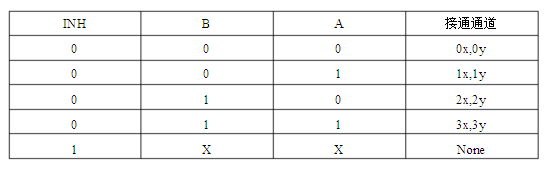 INH B A 接通通道
0 0 0 0x,0y
0 0 1 1x,1y
0 1 0 2x,2y
0 1 1 3x,3y
1 X X None